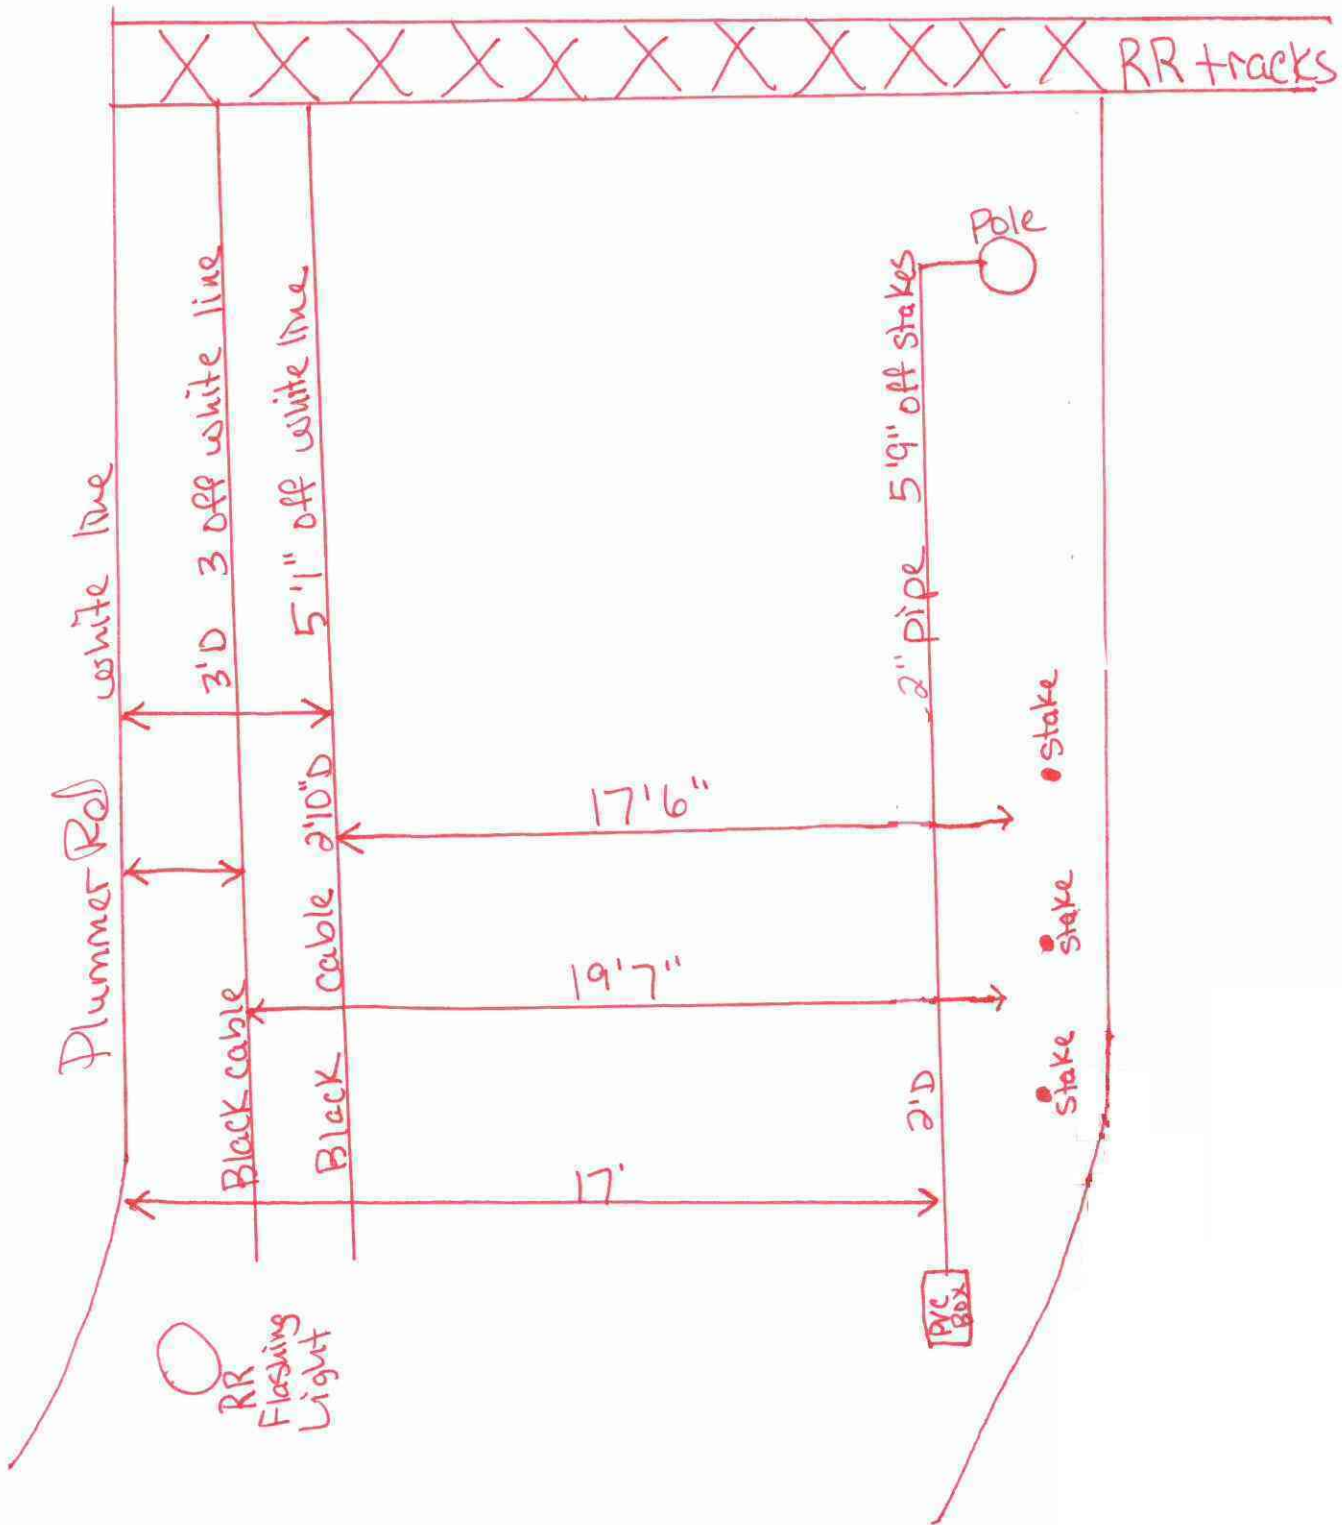 RR tracks
Pole
Plummer Rd
white line
3'D 3 off white line
Black cable
5'1" off white line
Black cable 2'10"D
2" pipe 5'9" off stakes
2'D
17'6"
19'7"
17'
stake
stake
stake
PVC
BOX
RR
Flashing
Light